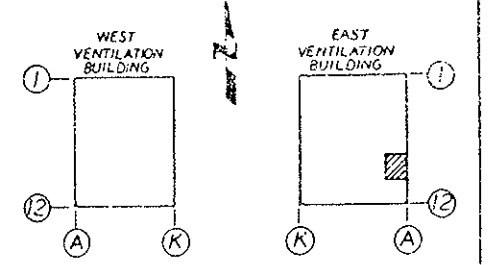 WEST
VENTILATION
BUILDING
N
EAST
VENTILATION
BUILDING
1
1
12
12
A
K
K
A